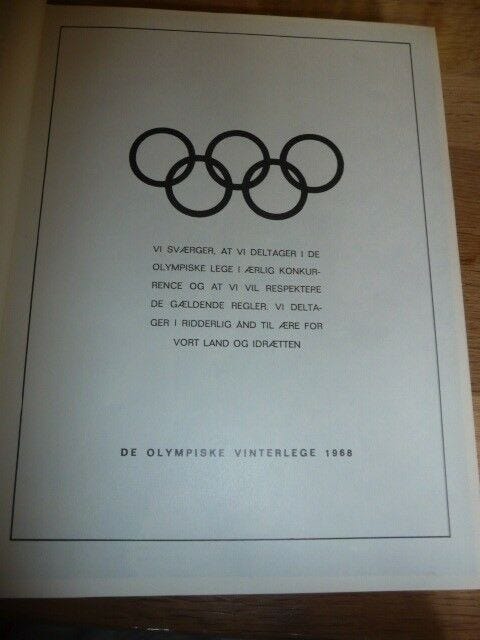 VI SVÆRGER, AT VI DELTAGER I DE
OLYMPISKE LEGE I ÆRLIG KONKUR-
RENCE OG AT VI VIL RESPEKTERE
DE GÆLDENDE REGLER. VI DELTA-
GER I RIDDERLIG ÅND TIL ÆRE FOR
VORT LAND OG IDRÆTTEN
DE OLYMPISKE VINTERLEGE 1968